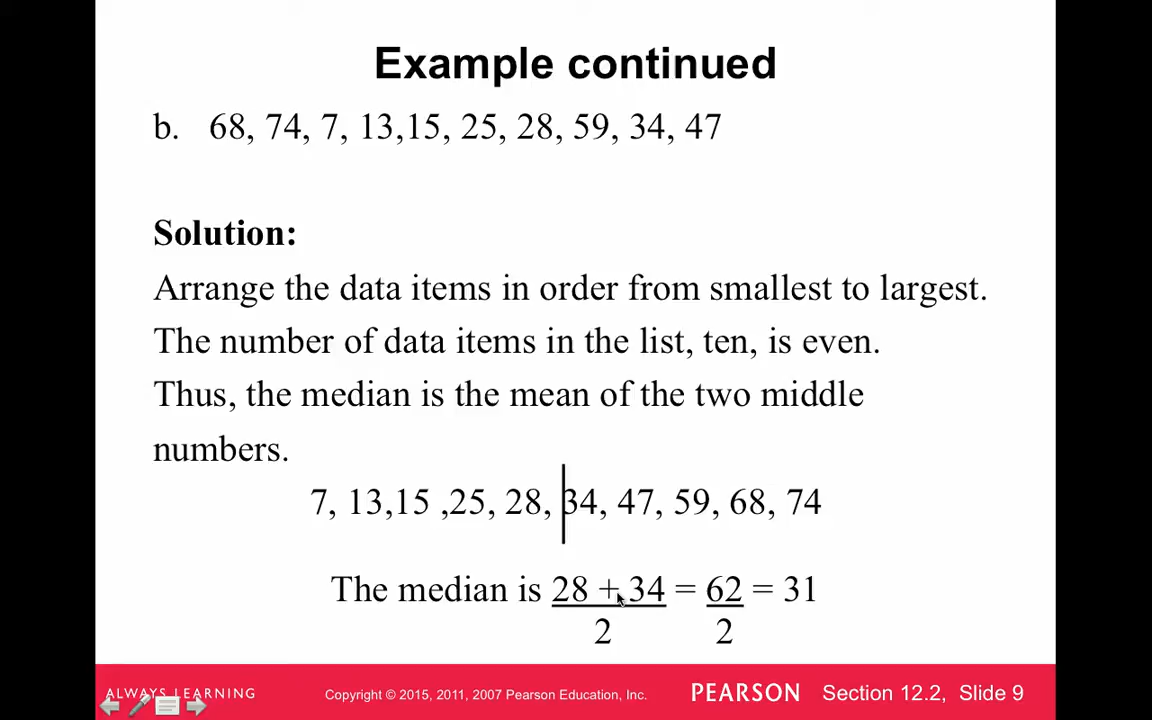 Example continued
b. 68, 74, 7, 13,15, 25, 28, 59, 34, 47
Solution:
Arrange the data items in order from smallest to largest.
The number of data items in the list, ten, is even.
Thus, the median is the mean of the two middle
numbers.
7, 13,15 ,25, 28, 34, 47, 59, 68, 74
The median is 28 + 34 = 62 = 31
2 2
ALWAYS LEARNING Copyright © 2015, 2011, 2007 Pearson Education, Inc. PEARSON Section 12.2, Slide 9